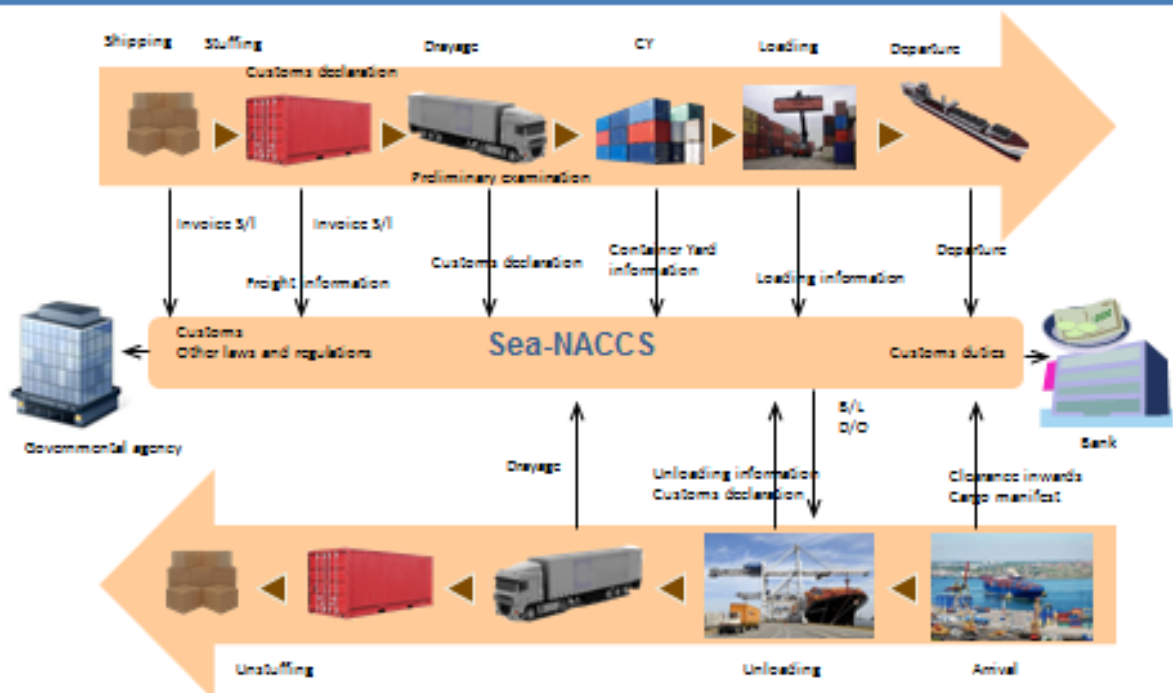 Shipping
Stuffing
Drayage
CY
Loading
Departure
Customs declaration
Preliminary examination
Invoice S/I
Invoice S/I
Freight information
Customs declaration
Container Yard
information
Loading information
Departure
Customs
Other laws and regulations
Sea-NACCS
Customs duties
Governmental agency
Bank
B/L
D/O
Drayage
Unloading information
Customs declaration
Clearance inwards
Cargo manifest
Unstuffing
Unloading
Arrival